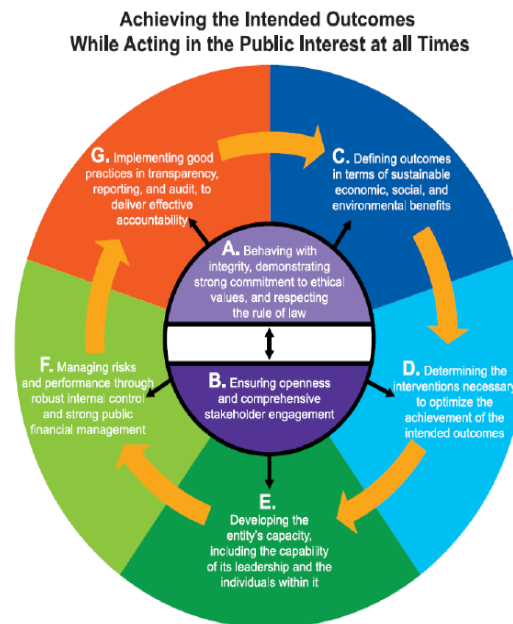 Achieving the Intended Outcomes
While Acting in the Public Interest at all Times
G. Implementing good
practices in transparency,
reporting, and audit, to
deliver effective
accountability
C. Defining outcomes
in terms of sustainable
economic, social, and
environmental benefits
A. Behaving with
integrity, demonstrating
strong commitment to ethical
values, and respecting
the rule of law
B. Ensuring openness
and comprehensive
stakeholder engagement
F. Managing risks
and performance through
robust internal control
and strong public
financial management
D. Determining the
interventions necessary
to optimize the
achievement of the
intended outcomes
E.
Developing the
entity's capacity,
including the capability
of its leadership and the
individuals within it